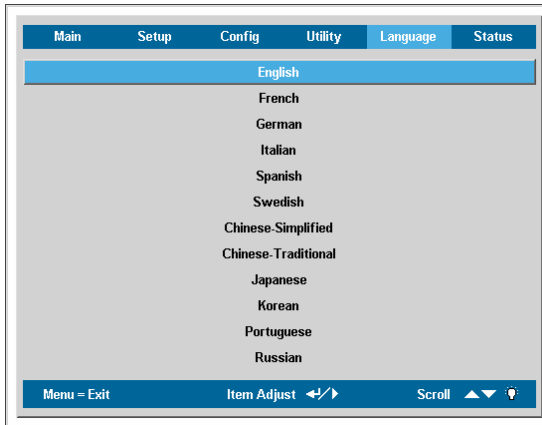 Main Setup Config Utility Language Status
English
French
German
Italian
Spanish
Swedish
Chinese-Simplified
Chinese-Traditional
Japanese
Korean
Portuguese
Russian
Menu = Exit Item Adjust Scroll